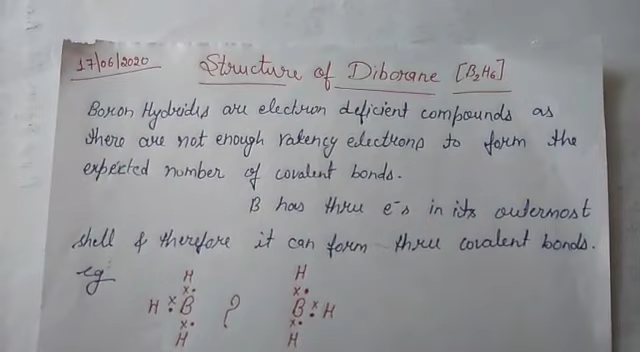 17/06/2020 Structure of Diborane [B₂H₆]
Boron Hydrides are electron deficient compounds as
there are not enough valency electrons to form the
expected number of covalent bonds.
B has three e⁻s in its outermost
shell & therefore it can form three covalent bonds.
eg
H H
x• x•
H x• B ? B •x H
x• x•
H H